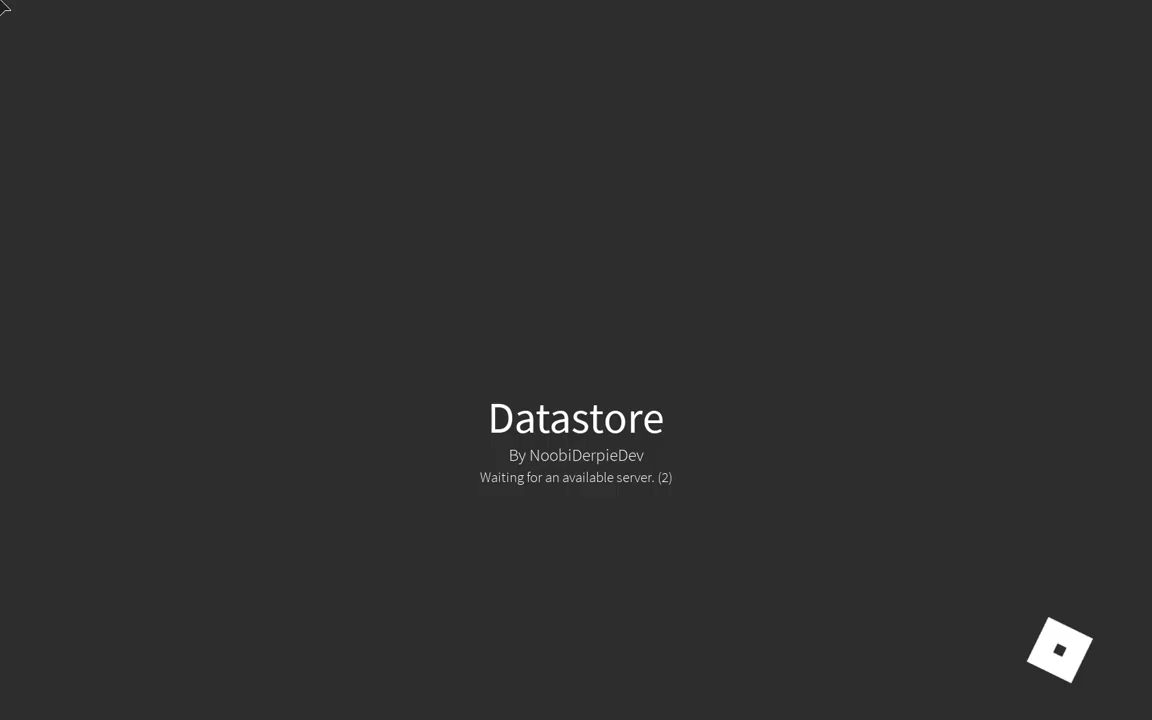 Datastore
By NoobiDerpieDev
Waiting for an available server. (2)